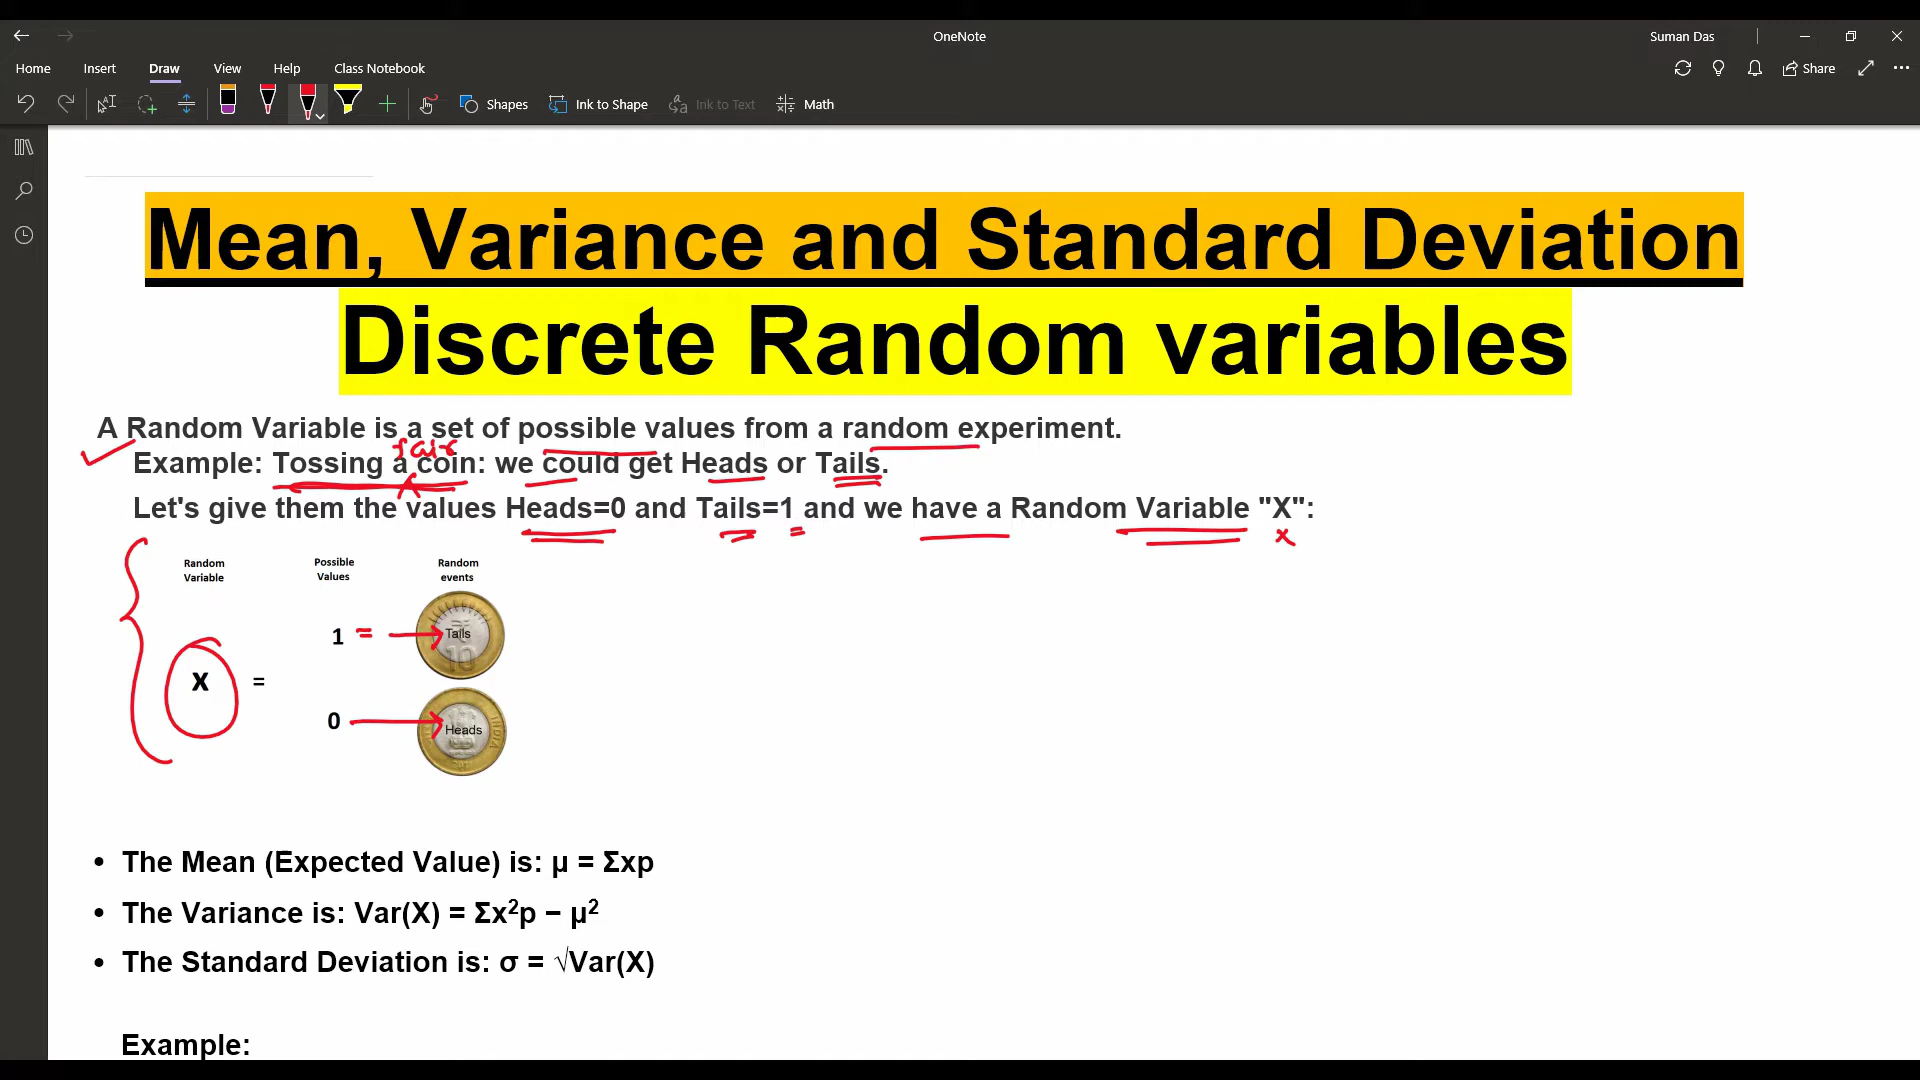 OneNote
Suman Das
Home Insert Draw View Help Class Notebook
Share
Shapes Ink to Shape Ink to Text Math
Mean, Variance and Standard Deviation
Discrete Random variables
A Random Variable is a set of possible values from a random experiment.
fair
Example: Tossing a coin: we could get Heads or Tails.
Let's give them the values Heads=0 and Tails=1 and we have a Random Variable "X":
x
Random Variable
Possible Values
Random events
1 = Tails
10
X =
0 Heads
INDIA
• The Mean (Expected Value) is: μ = Σxp
• The Variance is: Var(X) = Σx²p − μ²
• The Standard Deviation is: σ = √Var(X)
Example: